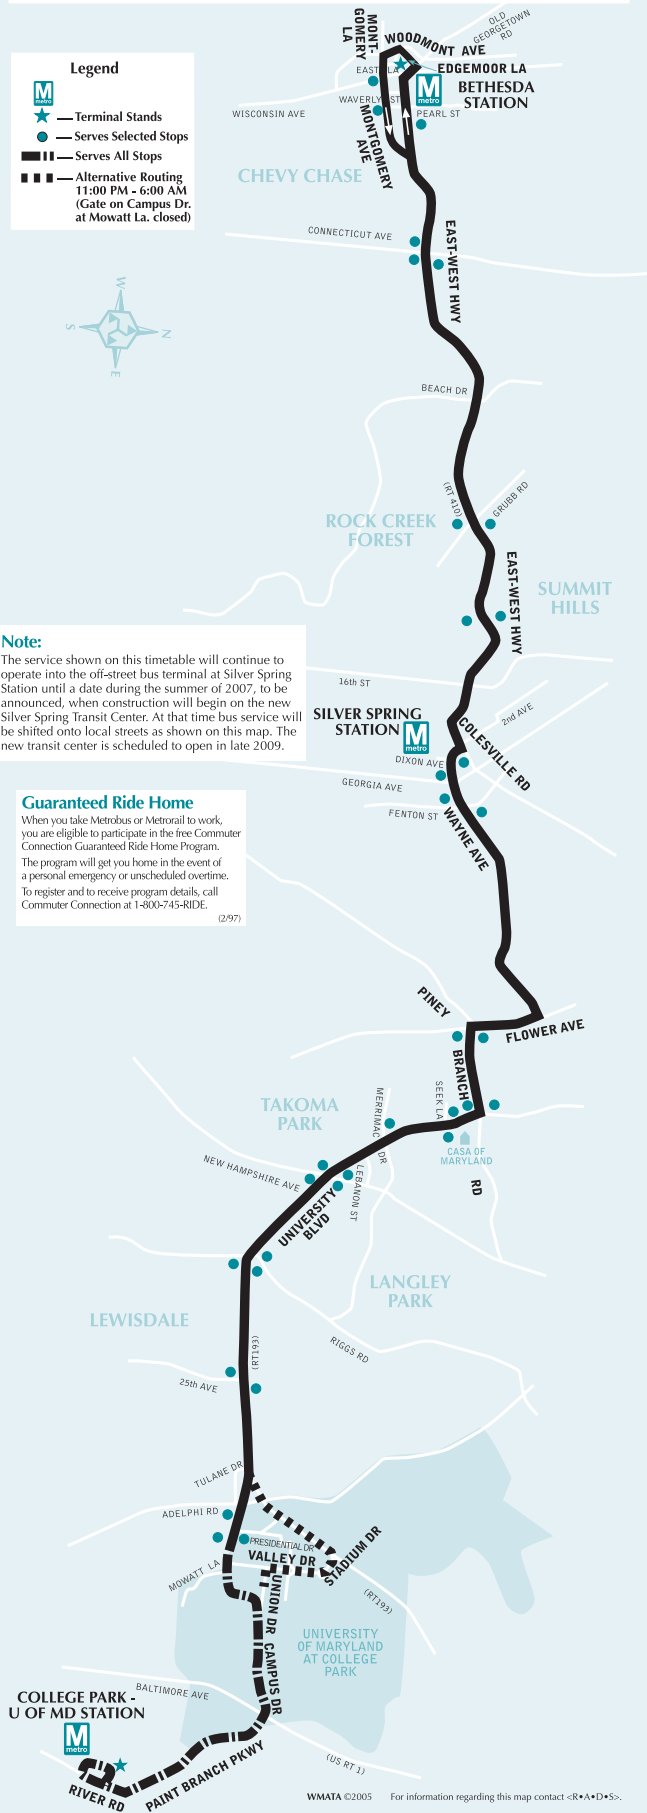 OLD
GEORGETOWN
RD
MONT-
GOMERY
LA
WOODMONT AVE
EAST LA
EDGEMOOR LA
M
metro
BETHESDA
STATION
WAVERLY ST
WISCONSIN AVE
PEARL ST
MONTGOMERY
AVE
Legend
M
metro
Terminal Stands
Serves Selected Stops
Serves All Stops
Alternative Routing
11:00 PM - 6:00 AM
(Gate on Campus Dr.
at Mowatt La. closed)
CHEVY CHASE
CONNECTICUT AVE
EAST-WEST HWY
W
S
N
E
BEACH DR
(RT 410)
GRUBB RD
ROCK CREEK
FOREST
EAST-WEST HWY
SUMMIT
HILLS
Note:
The service shown on this timetable will continue to
operate into the off-street bus terminal at Silver Spring
Station until a date during the summer of 2007, to be
announced, when construction will begin on the new
Silver Spring Transit Center. At that time bus service will
be shifted onto local streets as shown on this map. The
new transit center is scheduled to open in late 2009.
16th ST
2nd AVE
SILVER SPRING
STATION
M
metro
COLESVILLE RD
DIXON AVE
GEORGIA AVE
FENTON ST
WAYNE AVE
Guaranteed Ride Home
When you take Metrobus or Metrorail to work,
you are eligible to participate in the free Commuter
Connection Guaranteed Ride Home Program.
The program will get you home in the event of
a personal emergency or unscheduled overtime.
To register and to receive program details, call
Commuter Connection at 1-800-745-RIDE.
(2/97)
PINEY
BRANCH
RD
FLOWER AVE
SEEK LA
MERRIMAC DR
TAKOMA
PARK
CASA OF
MARYLAND
NEW HAMPSHIRE AVE
LEBANON ST
UNIVERSITY
BLVD
LANGLEY
PARK
LEWISDALE
(RT193)
RIGGS RD
25th AVE
TULANE DR
ADELPHI RD
PRESIDENTIAL DR
VALLEY DR
STADIUM DR
MOWATT LA
UNION DR
(RT193)
CAMPUS DR
UNIVERSITY
OF MARYLAND
AT COLLEGE
PARK
BALTIMORE AVE
COLLEGE PARK -
U OF MD STATION
M
metro
(US RT 1)
PAINT BRANCH PKWY
RIVER RD
WMATA ©2005 For information regarding this map contact <R•A•D•S>.